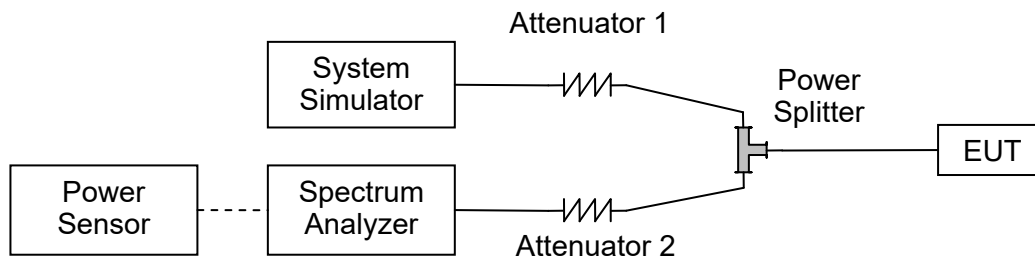 Attenuator 1
System
Simulator
Power
Splitter
EUT
Power
Sensor
Spectrum
Analyzer
Attenuator 2